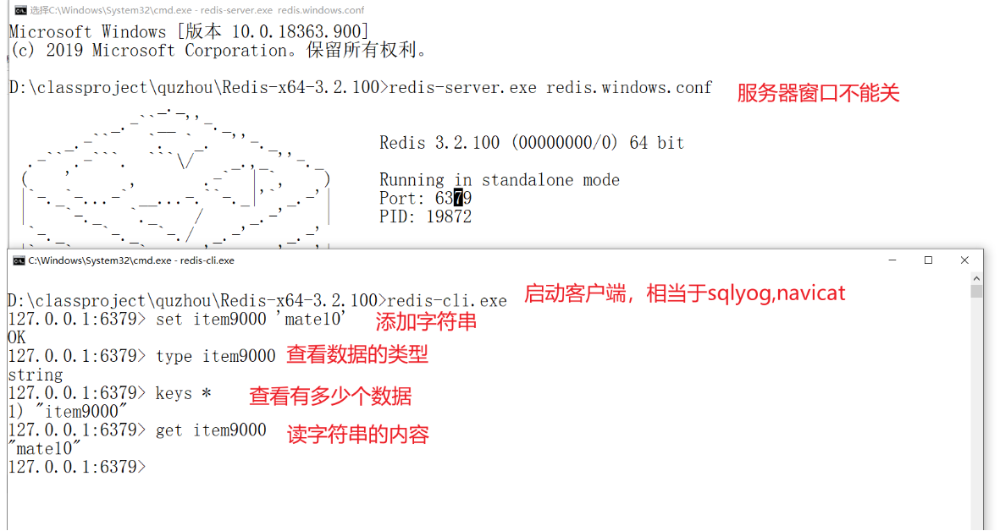 选择C:\Windows\System32\cmd.exe - redis-server.exe  redis.windows.conf
Microsoft Windows [版本 10.0.18363.900]
(c) 2019 Microsoft Corporation。保留所有权利。
D:\classproject\quzhou\Redis-x64-3.2.100>redis-server.exe redis.windows.conf 服务器窗口不能关
Redis 3.2.100 (00000000/0) 64 bit
Running in standalone mode
Port: 6379
PID: 19872
C:\Windows\System32\cmd.exe - redis-cli.exe
D:\classproject\quzhou\Redis-x64-3.2.100>redis-cli.exe 启动客户端，相当于sqlyog,navicat
127.0.0.1:6379> set item9000 'mate10' 添加字符串
OK
127.0.0.1:6379> type item9000 查看数据的类型
string
127.0.0.1:6379> keys * 查看有多少个数据
1) "item9000"
127.0.0.1:6379> get item9000 读字符串的内容
"mate10"
127.0.0.1:6379>